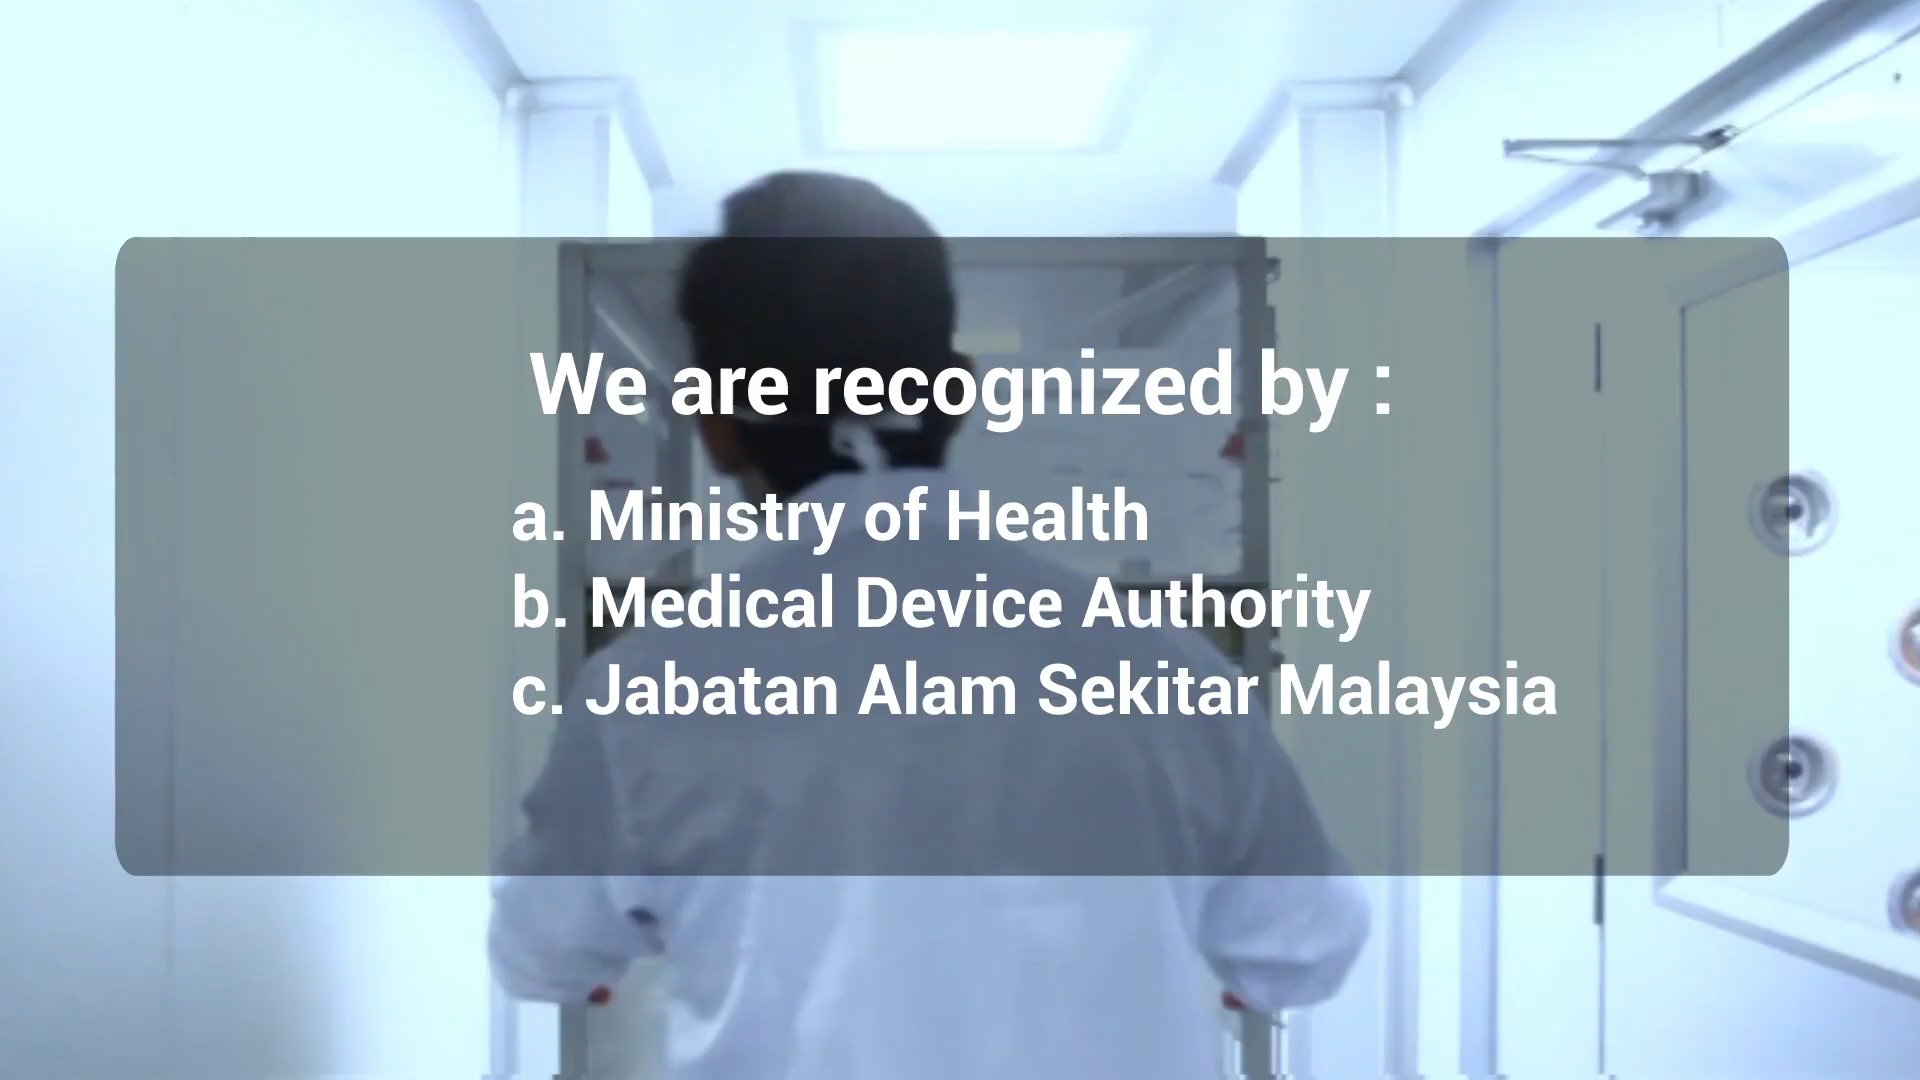 We are recognized by :
a. Ministry of Health
b. Medical Device Authority
c. Jabatan Alam Sekitar Malaysia